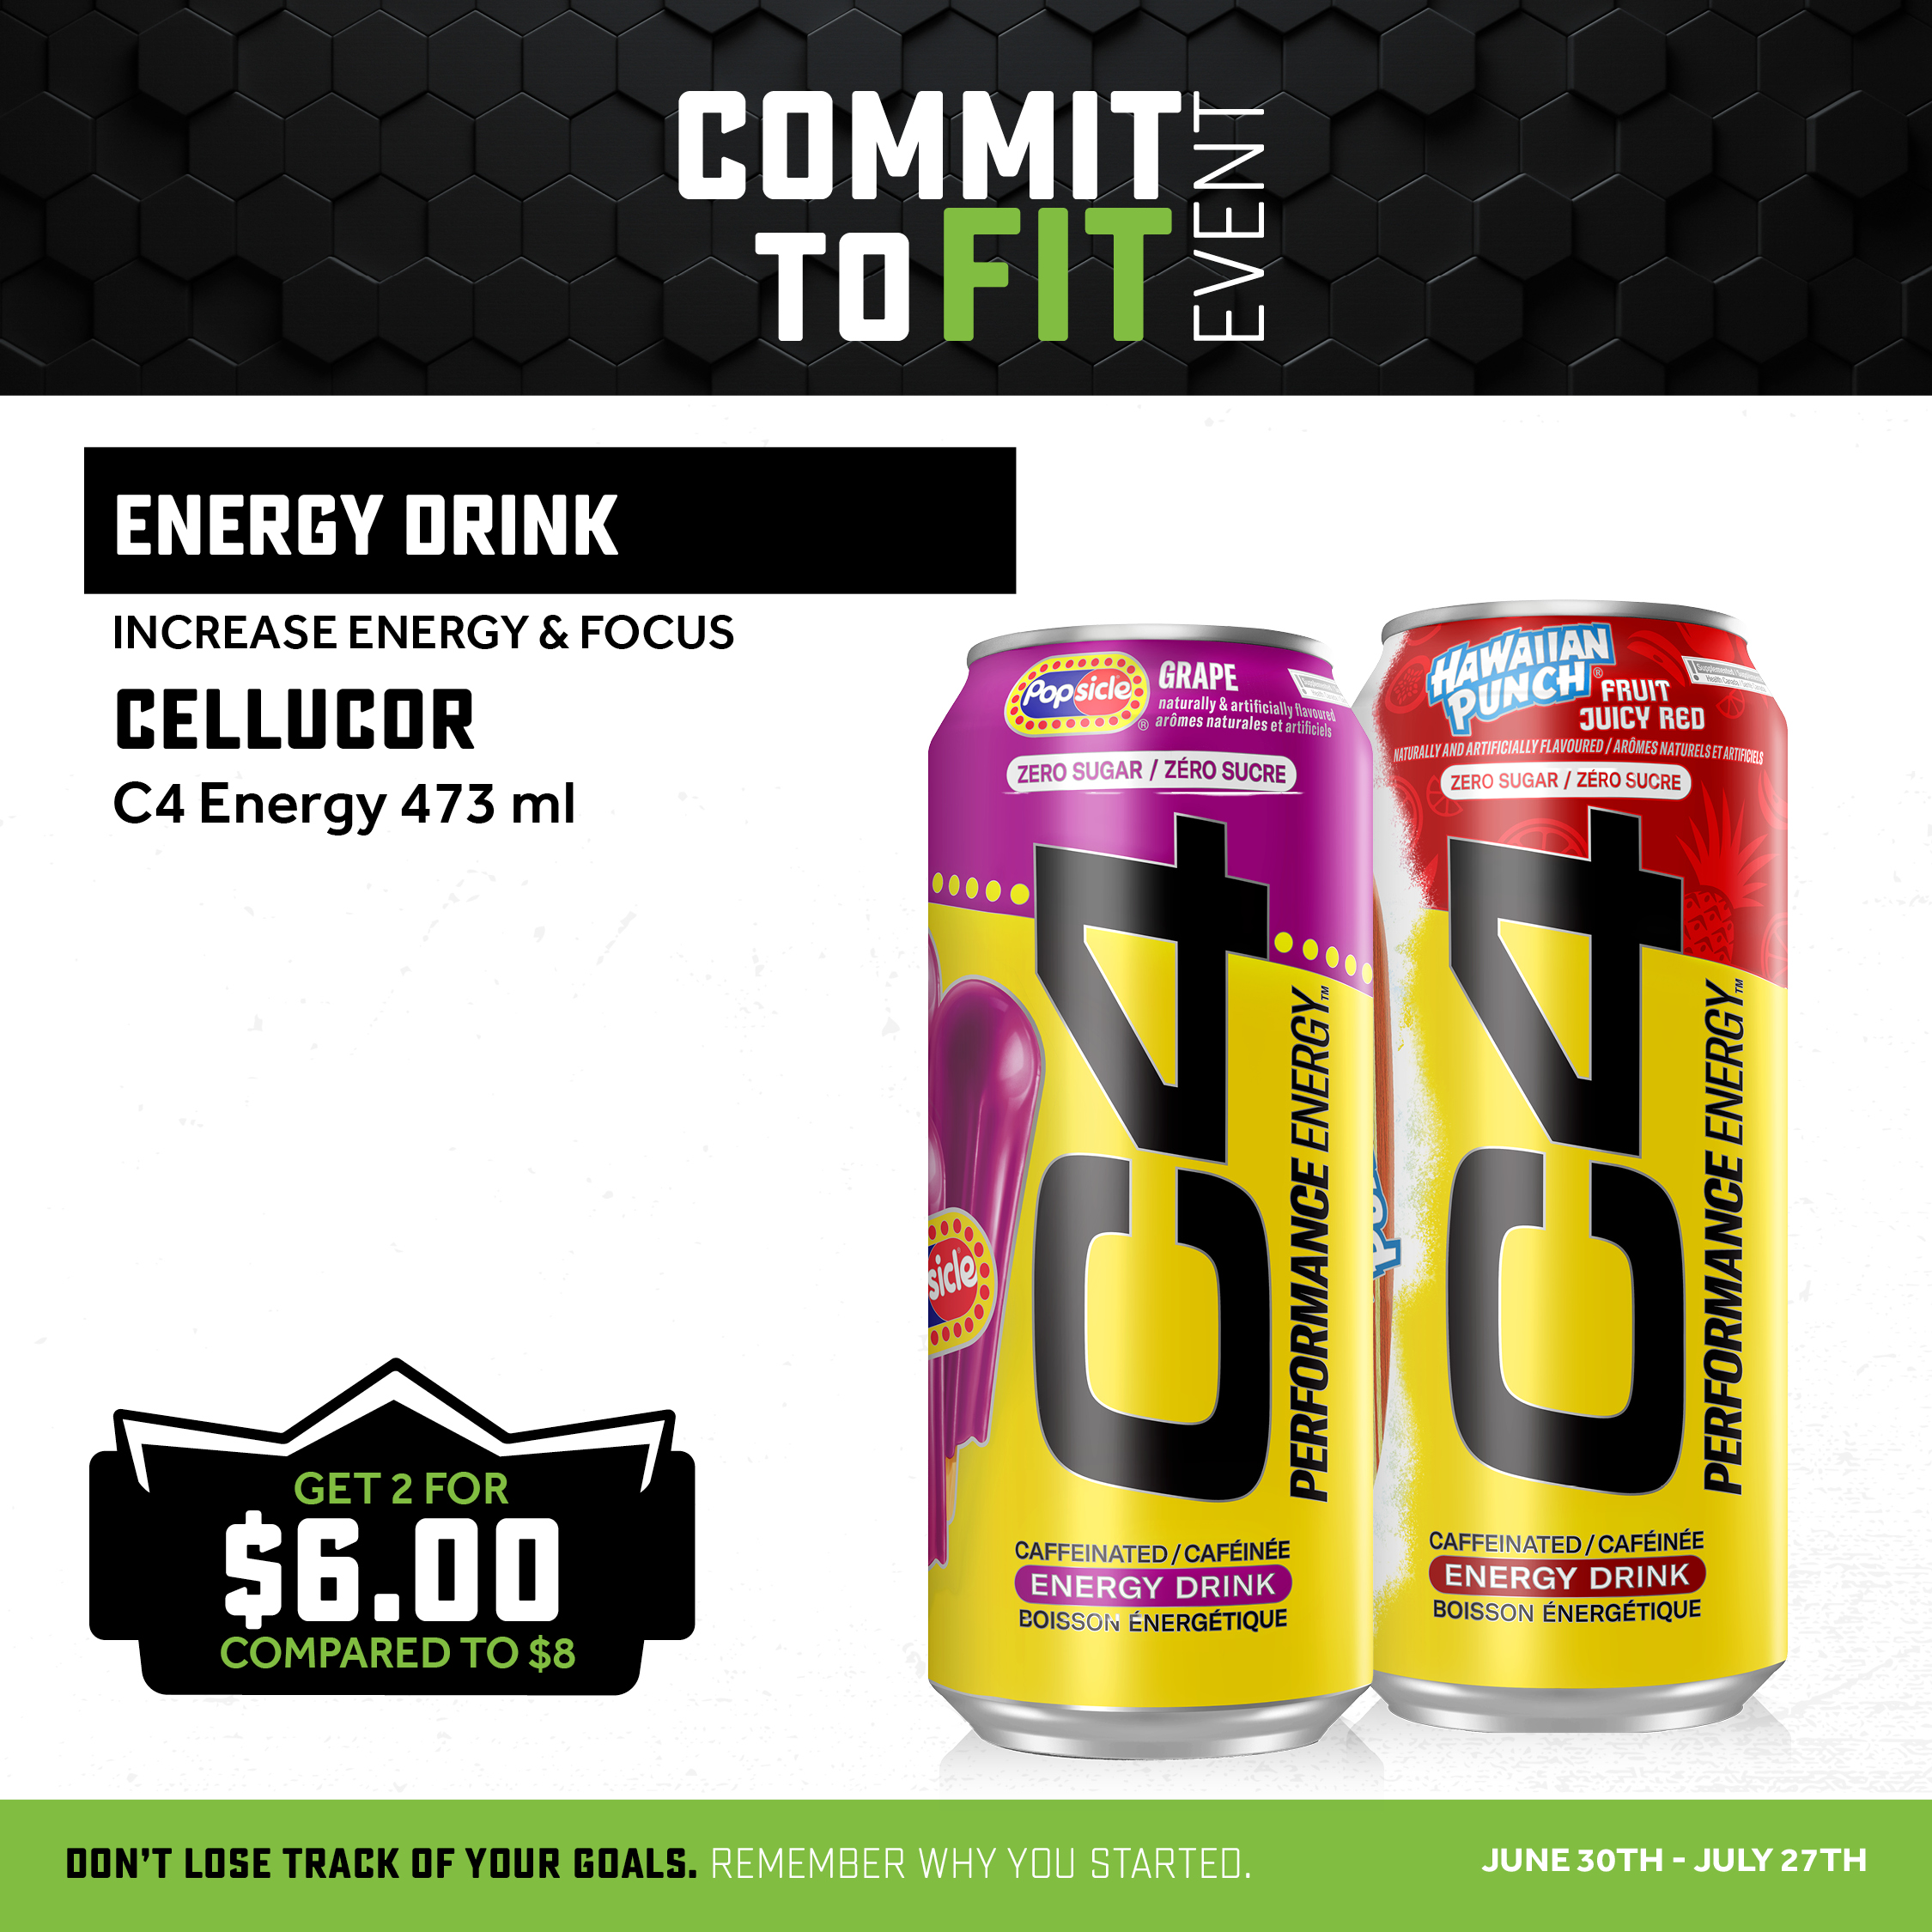 COMMIT
TO FIT
EVENT
ENERGY DRINK
INCREASE ENERGY & FOCUS
CELLUCOR
C4 Energy 473 ml
GET 2 FOR
$6.00
COMPARED TO $8
Popsicle®
GRAPE
naturally & artificially flavoured
arômes naturales et artificiels
ZERO SUGAR / ZÉRO SUCRE
C4
PERFORMANCE ENERGY™
sicle
CAFFEINATED / CAFÉINÉE
ENERGY DRINK
BOISSON ÉNERGÉTIQUE
HAWAIIAN
PUNCH®
FRUIT
JUICY RED
NATURALLY AND ARTIFICIALLY FLAVOURED / ARÔMES NATURELS ET ARTIFICIELS
ZERO SUGAR / ZÉRO SUCRE
C4
PERFORMANCE ENERGY™
CAFFEINATED / CAFÉINÉE
ENERGY DRINK
BOISSON ÉNERGÉTIQUE
DON'T LOSE TRACK OF YOUR GOALS. REMEMBER WHY YOU STARTED.
JUNE 30TH - JULY 27TH